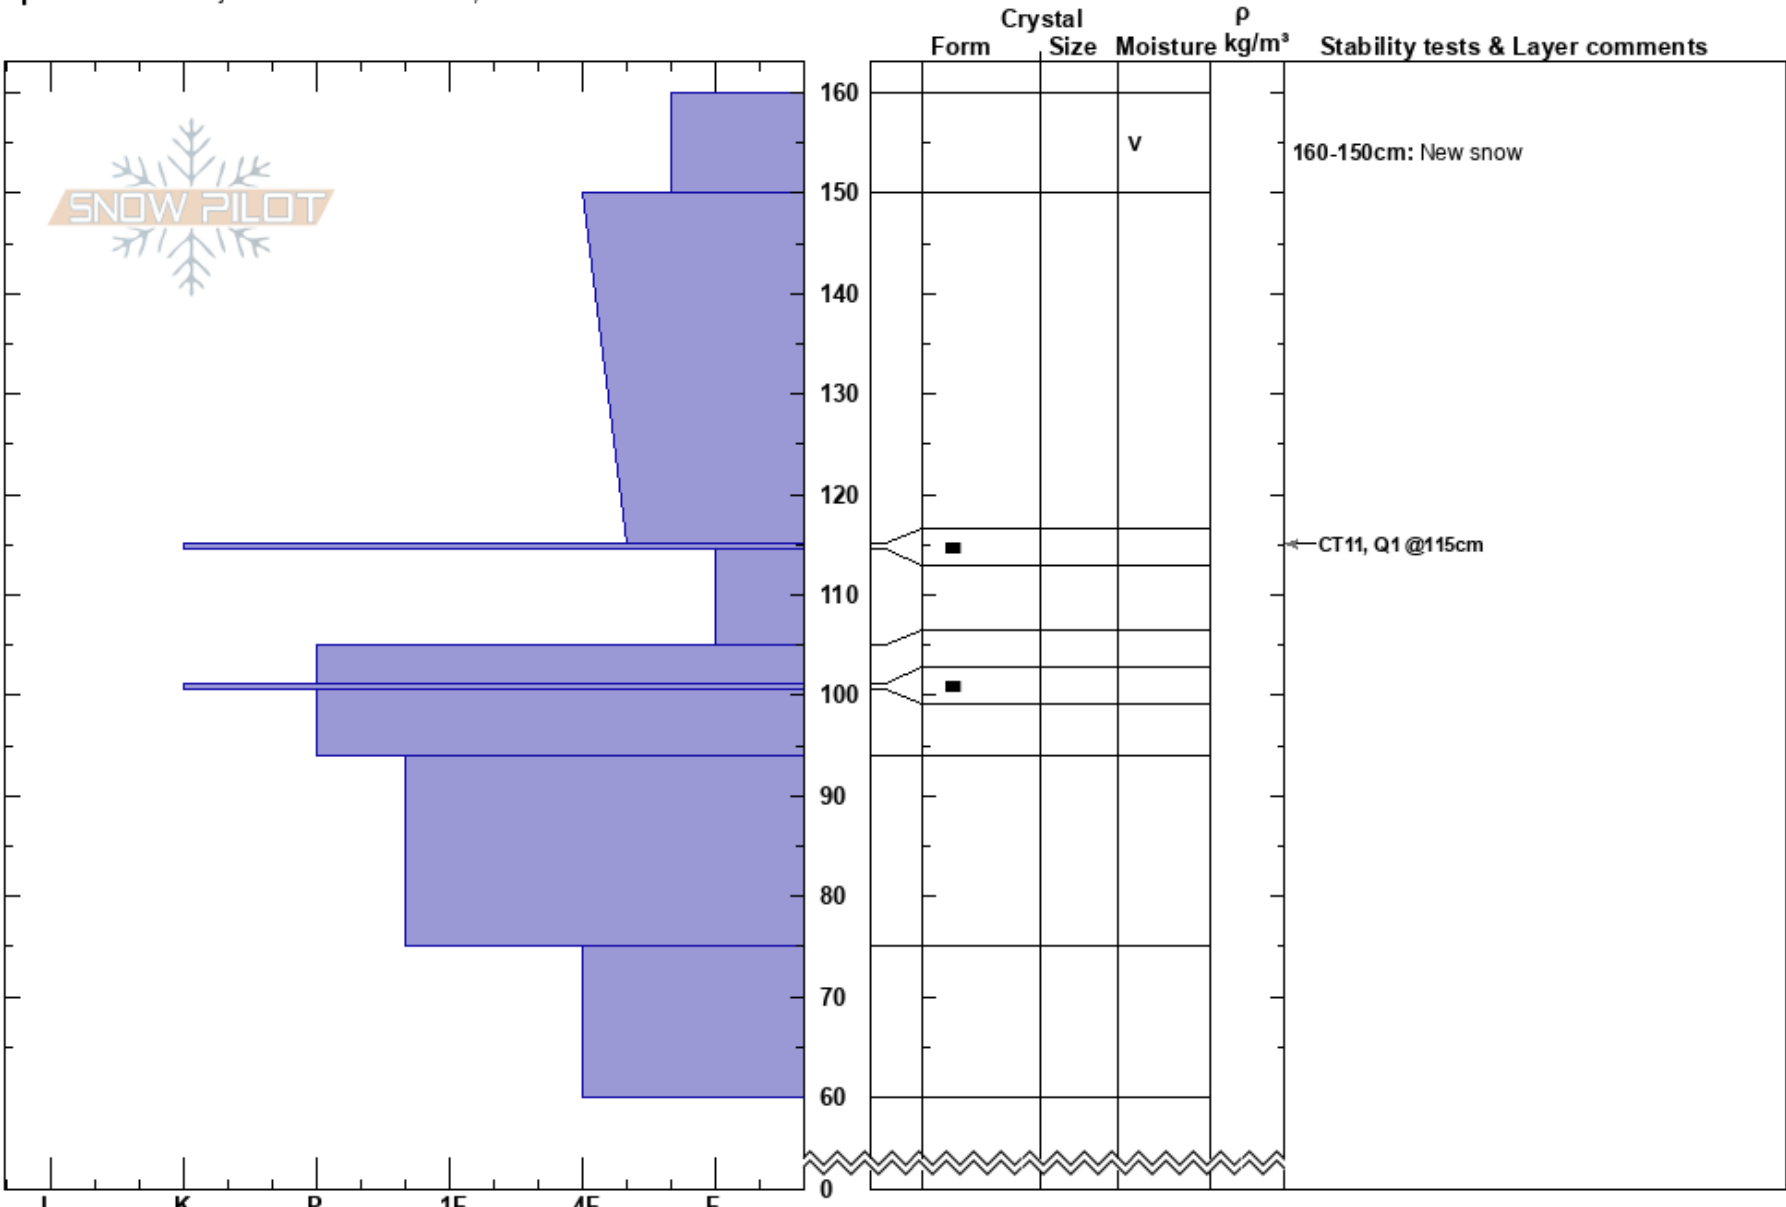 Crystal ρ
Form Size Moisture kg/m³ Stability tests & Layer comments
SNOW PILOT
160
V
160-150cm: New snow
150
140
130
120
CT11, Q1 @115cm
110
100
90
80
70
60
0